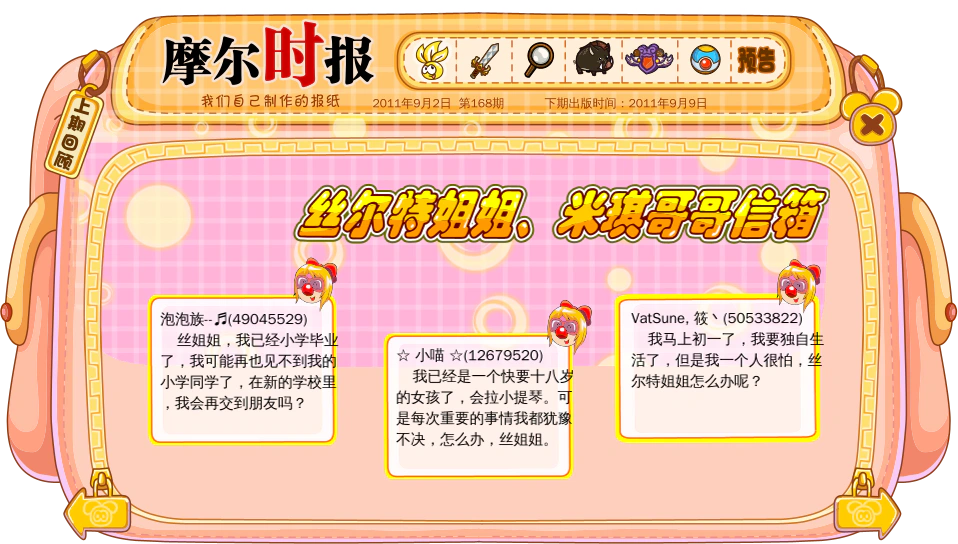 摩尔时报
预告
我们自己制作的报纸
2011年9月2日 第168期
下期出版时间：2011年9月9日
上期回顾
丝尔特姐姐、米琪哥哥信箱
泡泡族--♬(49045529)
丝姐姐，我已经小学毕业
了，我可能再也见不到我的
小学同学了，在新的学校里
，我会再交到朋友吗？
☆ 小喵 ☆(12679520)
我已经是一个快要十八岁
的女孩了，会拉小提琴。可
是每次重要的事情我都犹豫
不决，怎么办，丝姐姐。
VatSune, 筱丶(50533822)
我马上初一了，我要独自生
活了，但是我一个人很怕，丝
尔特姐姐怎么办呢？